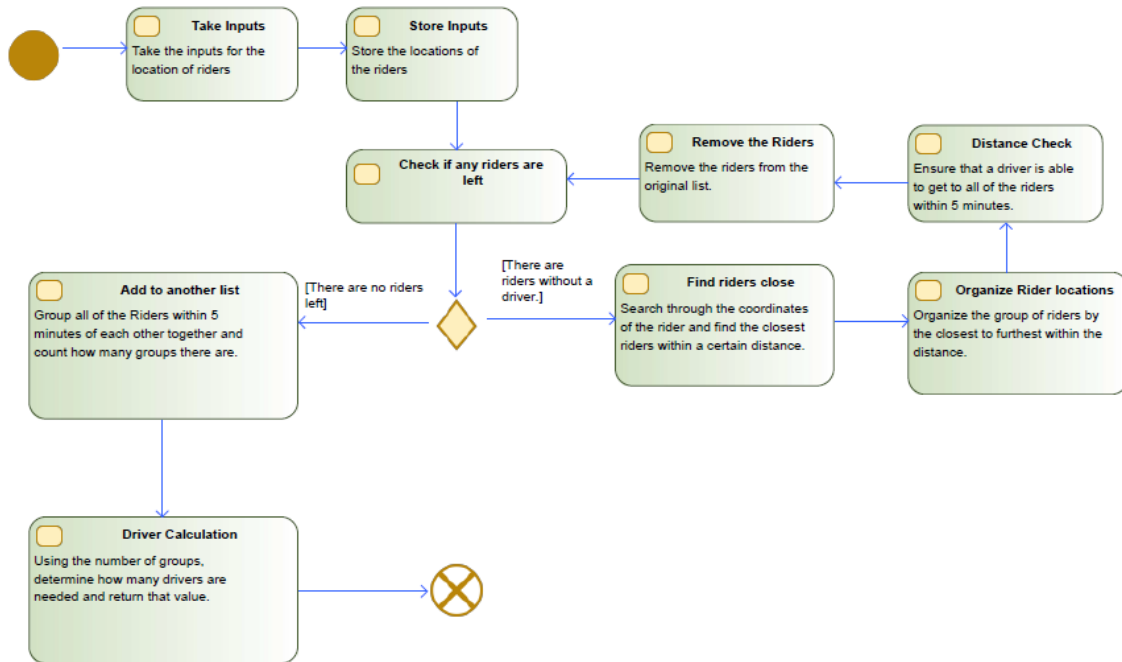 Take Inputs
Take the inputs for the
location of riders
Store Inputs
Store the locations of
the riders
Check if any riders are
left
Remove the Riders
Remove the riders from the
original list.
Distance Check
Ensure that a driver is able
to get to all of the riders
within 5 minutes.
[There are no riders
left]
[There are
riders without a
driver.]
Add to another list
Group all of the Riders within 5
minutes of each other together and
count how many groups there are.
Find riders close
Search through the coordinates
of the rider and find the closest
riders within a certain distance.
Organize Rider locations
Organize the group of riders by
the closest to furthest within the
distance.
Driver Calculation
Using the number of groups,
determine how many drivers are
needed and return that value.